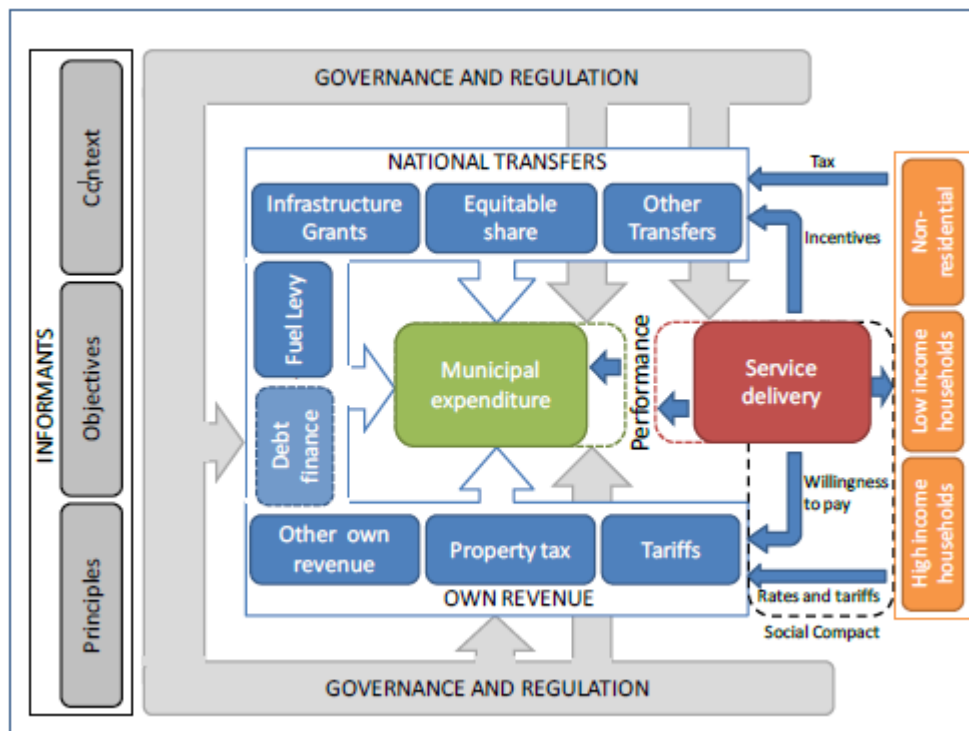 GOVERNANCE AND REGULATION
INFORMANTS
Context
Objectives
Principles
NATIONAL TRANSFERS
Infrastructure
Grants
Equitable
share
Other
Transfers
Fuel Levy
Debt
finance
Municipal
expenditure
Performance
Service
delivery
Tax
Incentives
Willingness
to pay
Rates and tariffs
Social Compact
Non-
residential
Low income
households
High income
households
Other own
revenue
Property tax
Tariffs
OWN REVENUE
GOVERNANCE AND REGULATION